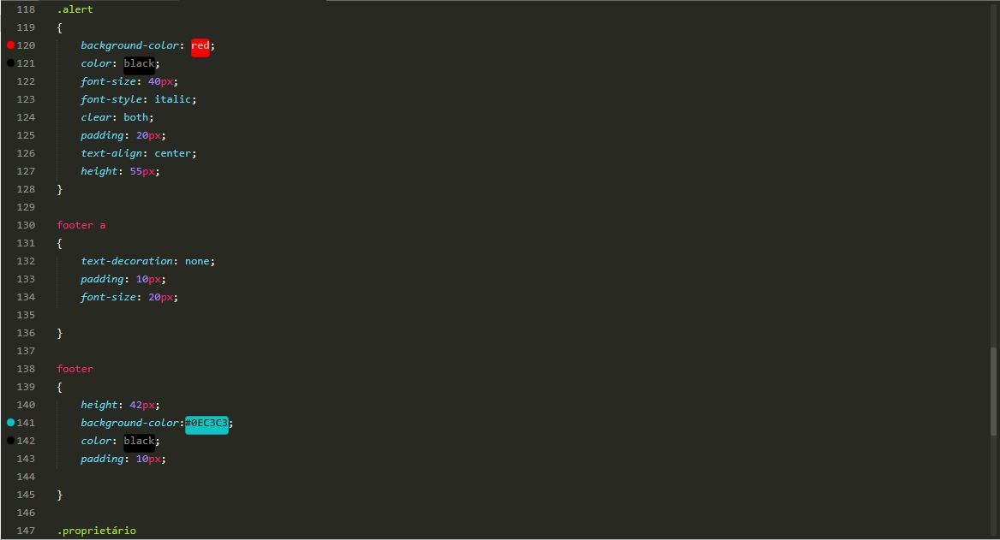 118 .alert
119 {
120 background-color: red;
121 color: black;
122 font-size: 40px;
123 font-style: italic;
124 clear: both;
125 padding: 20px;
126 text-align: center;
127 height: 55px;
128 }
129
130 footer a
131 {
132 text-decoration: none;
133 padding: 10px;
134 font-size: 20px;
135
136 }
137
138 footer
139 {
140 height: 42px;
141 background-color:#0EC3C3;
142 color: black;
143 padding: 10px;
144
145 }
146
147 .proprietário